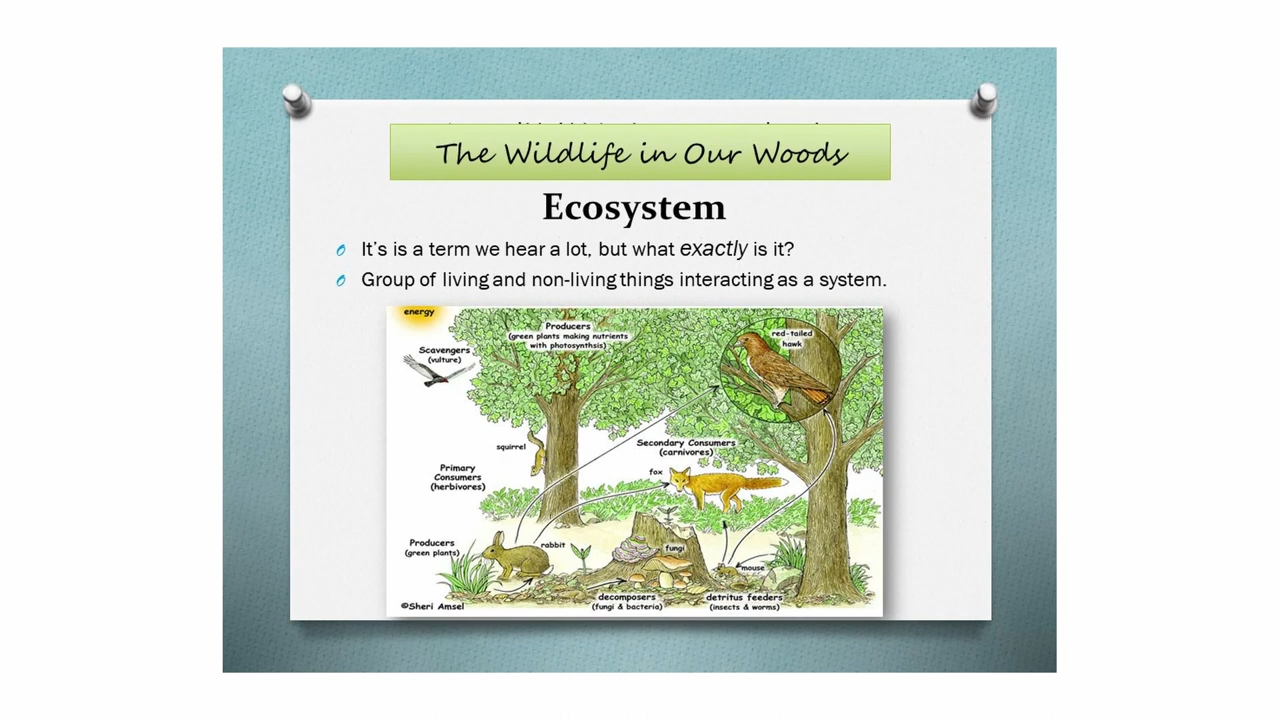 The Wildlife in Our Woods
Ecosystem
It's is a term we hear a lot, but what exactly is it?
Group of living and non-living things interacting as a system.
energy
Producers
(green plants making nutrients
with photosynthsis)
red-tailed
hawk
Scavengers
(vulture)
squirrel
Secondary Consumers
(carnivores)
Primary
Consumers
(herbivores)
fox
Producers
(green plants)
rabbit
fungi
mouse
decomposers
(fungi & bacteria)
detritus feeders
(insects & worms)
©Sheri Amsel